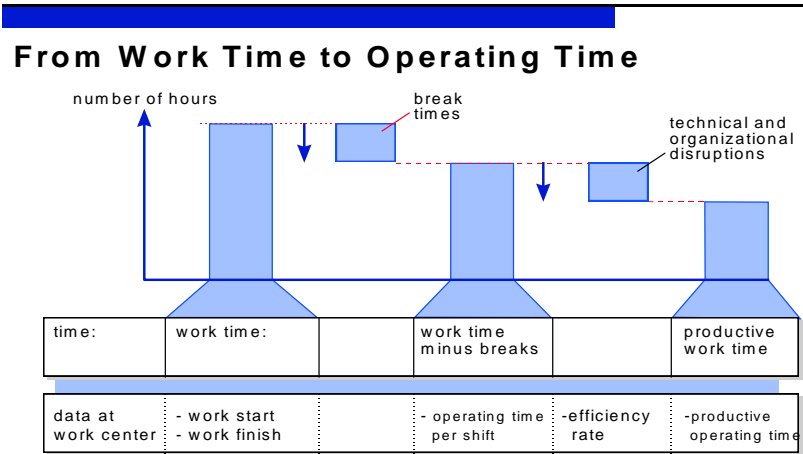 From Work Time to Operating Time
number of hours
break
times
technical and
organizational
disruptions
time:
work time:
work time
minus breaks
productive
work time
data at
work center
- work start
- work finish
- operating time
per shift
-efficiency
rate
-productive
operating time